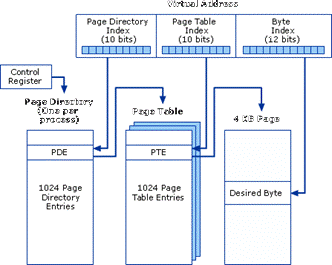 Virtual Address
Page Directory
Index
(10 bits)
Page Table
Index
(10 bits)
Byte
Index
(12 bits)
Control
Register
Page Directory
(One per
process)
Page Table
4 KB Page
PDE
PTE
1024 Page
Directory
Entries
1024 Page
Table Entries
Desired Byte